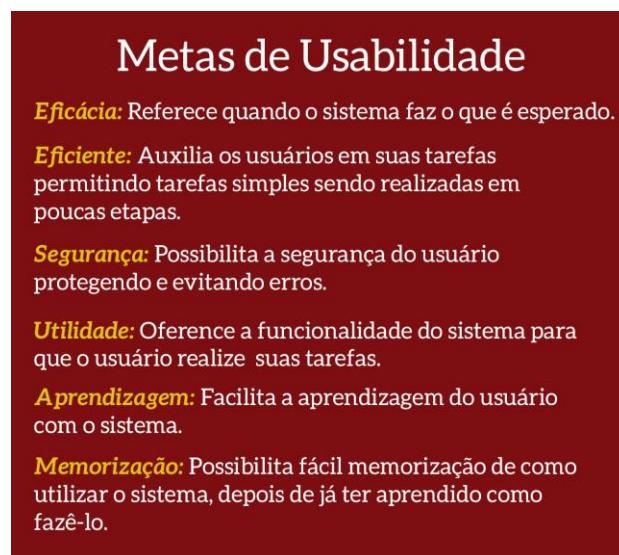 Metas de Usabilidade
Eficácia: Referece quando o sistema faz o que é esperado.
Eficiente: Auxilia os usuários em suas tarefas
permitindo tarefas simples sendo realizadas em
poucas etapas.
Segurança: Possibilita a segurança do usuário
protegendo e evitando erros.
Utilidade: Oference a funcionalidade do sistema para
que o usuário realize suas tarefas.
Aprendizagem: Facilita a aprendizagem do usuário
com o sistema.
Memorização: Possibilita fácil memorização de como
utilizar o sistema, depois de já ter aprendido como
fazê-lo.